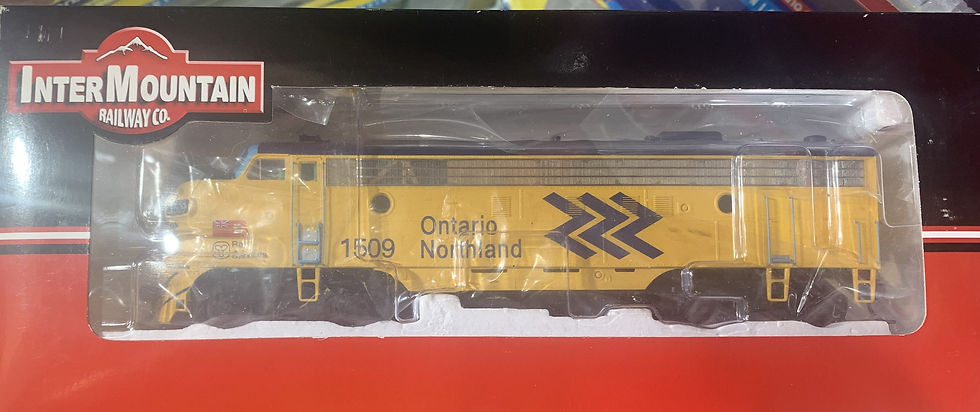 INTERMOUNTAIN
RAILWAY CO.
Ontario
1509 Northland